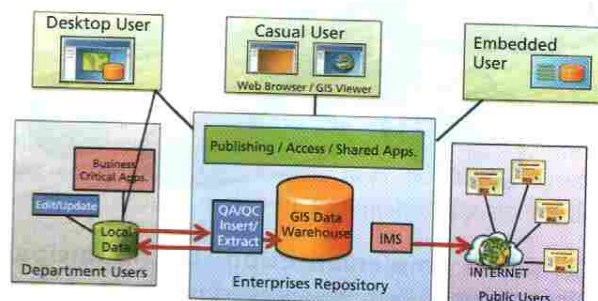 Desktop User
Casual User
Web Browser / GIS Viewer
Embedded
User
Publishing / Access / Shared Apps.
Business
Critical Apps.
Edit/Update
Local
Data
Department Users
QA/QC
Insert/
Extract
GIS Data
Warehouse
IMS
Enterprises Repository
INTERNET
Public Users